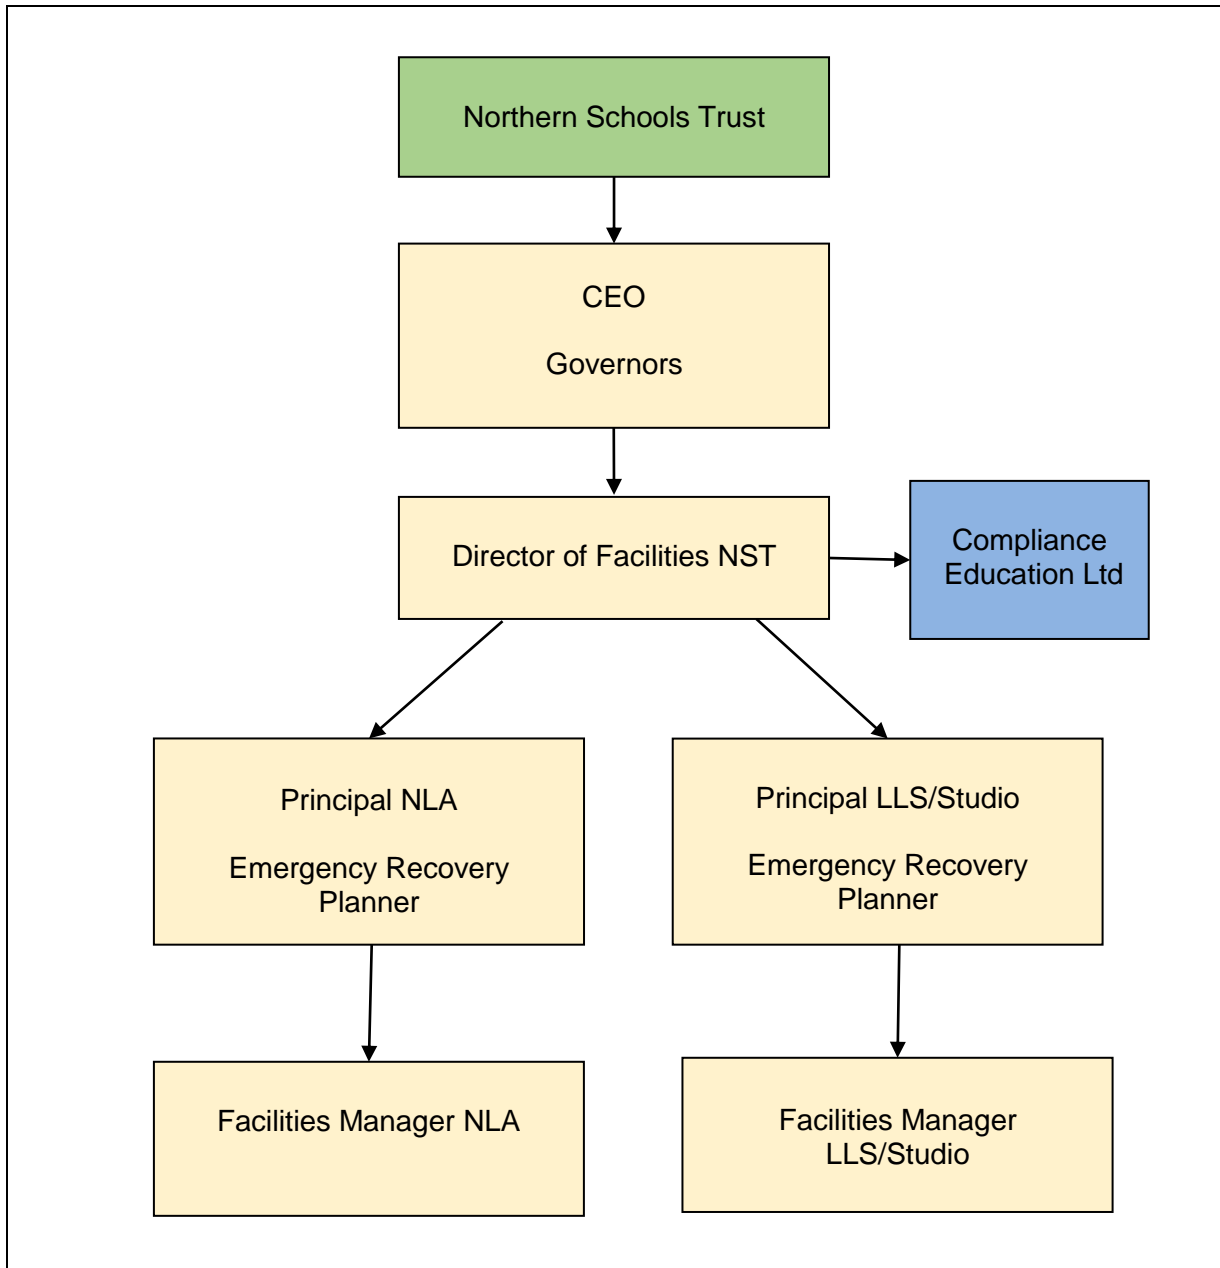 Northern Schools Trust
CEO
Governors
Director of Facilities NST
Compliance
Education Ltd
Principal NLA
Emergency Recovery
Planner
Principal LLS/Studio
Emergency Recovery
Planner
Facilities Manager NLA
Facilities Manager
LLS/Studio